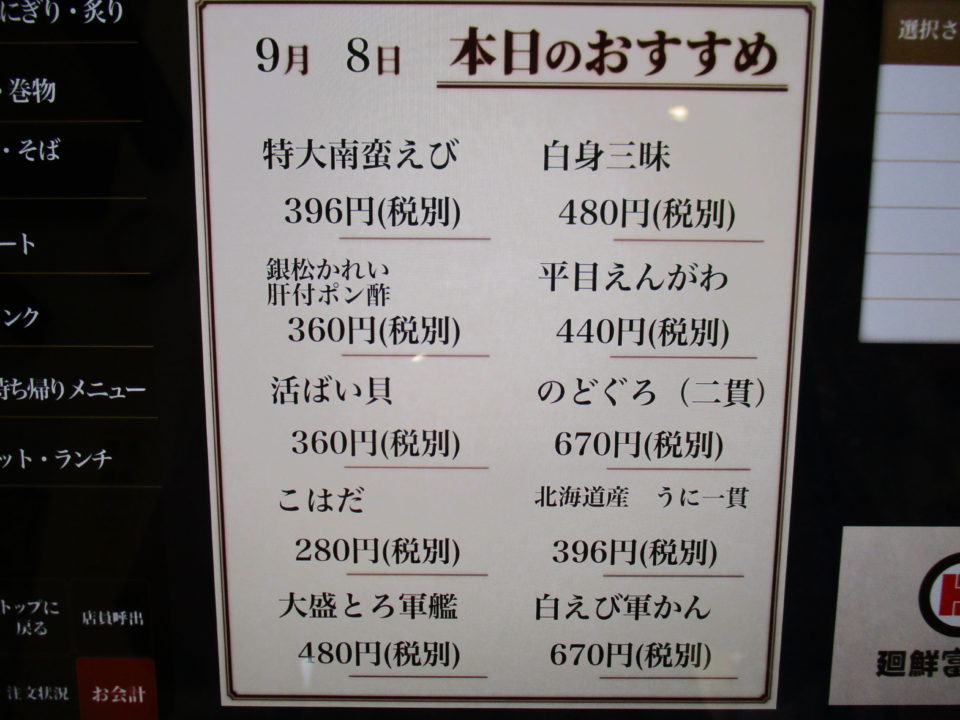 にぎり・炙り
・巻物
・そば
ート
ンク
持ち帰りメニュー
ット・ランチ
トップに
戻る
店員呼出
注文状況
お会計
9月 8日 本日のおすすめ
特大南蛮えび
396円(税別)
銀松かれい
肝付ポン酢
360円(税別)
活ばい貝
360円(税別)
こはだ
280円(税別)
大盛とろ軍艦
480円(税別)
白身三昧
480円(税別)
平目えんがわ
440円(税別)
のどぐろ（二貫）
670円(税別)
北海道産 うに一貫
396円(税別)
白えび軍かん
670円(税別)
選択さ
H
廻鮮富